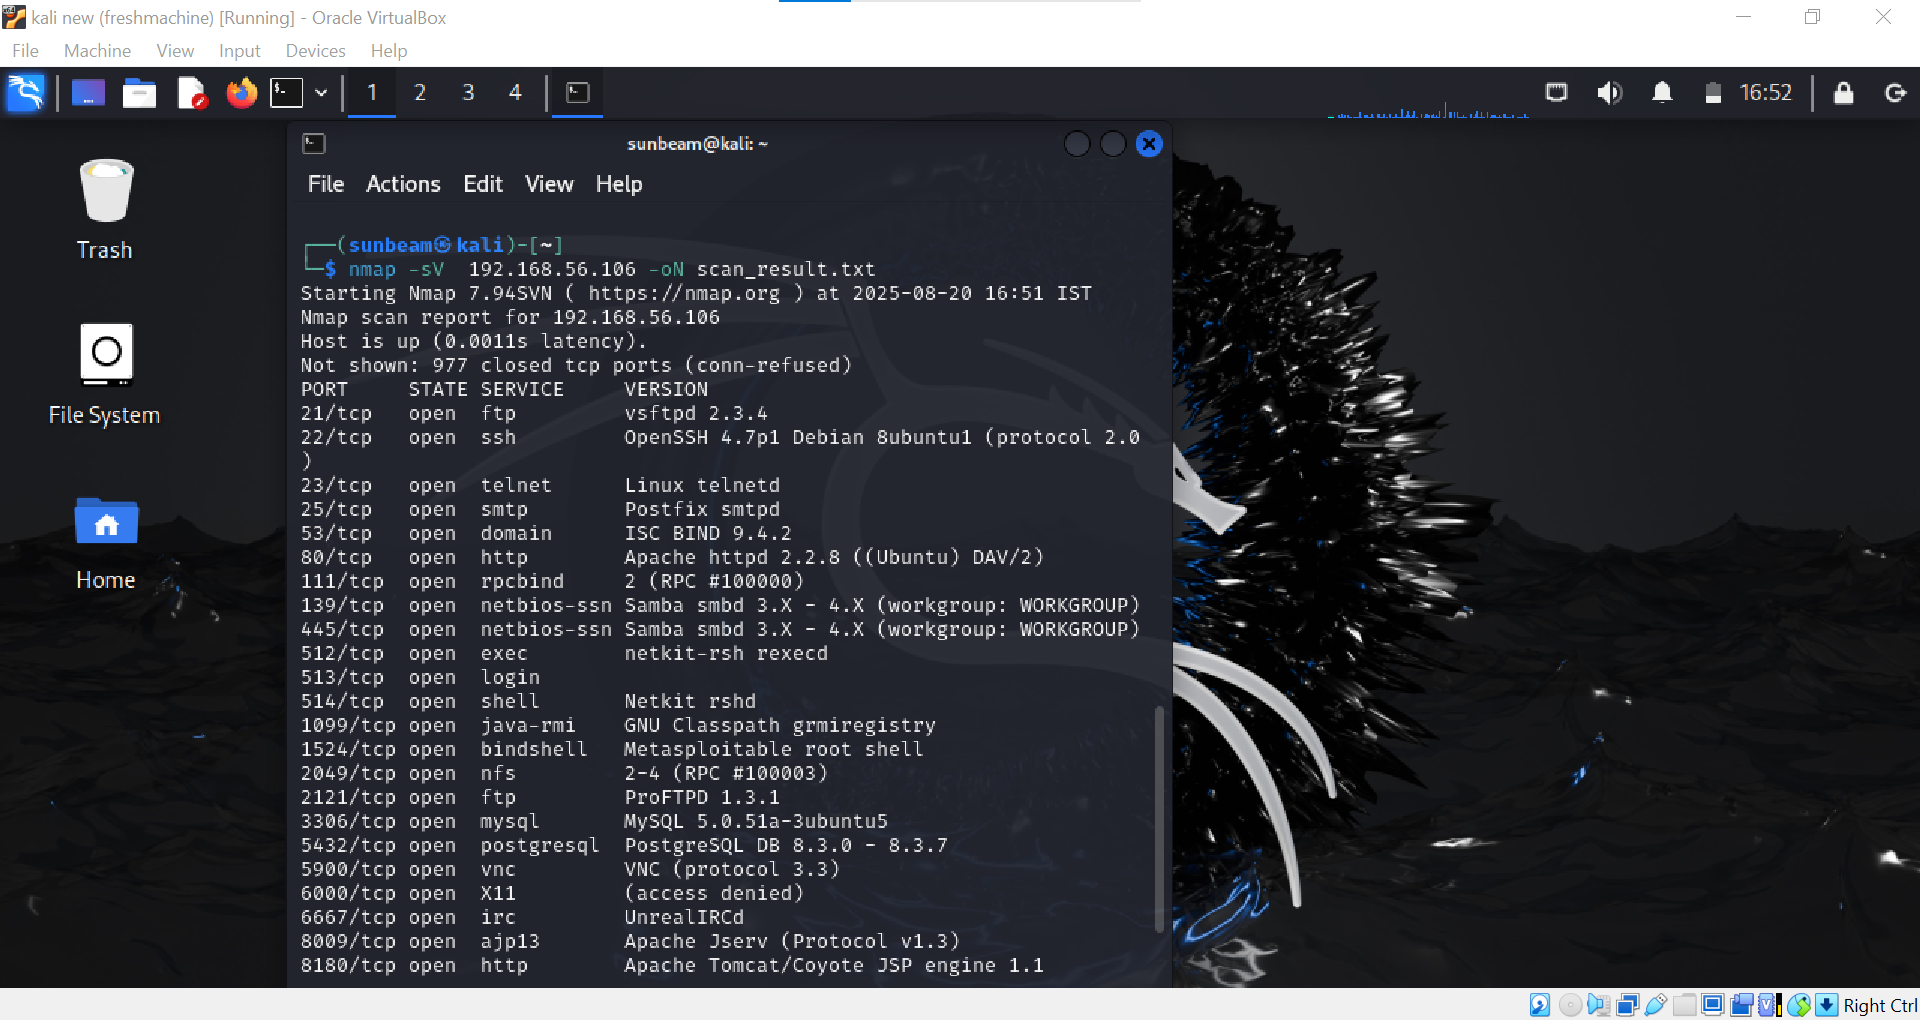 kali new (freshmachine) [Running] - Oracle VirtualBox
File Machine View Input Devices Help
1 2 3 4 16:52
sunbeam@kali: ~
File Actions Edit View Help
Trash
File System
Home
┌──(sunbeam㉿kali)-[~]
└─$ nmap -sV  192.168.56.106 -oN scan_result.txt
Starting Nmap 7.94SVN ( https://nmap.org ) at 2025-08-20 16:51 IST
Nmap scan report for 192.168.56.106
Host is up (0.0011s latency).
Not shown: 977 closed tcp ports (conn-refused)
PORT     STATE SERVICE     VERSION
21/tcp   open  ftp         vsftpd 2.3.4
22/tcp   open  ssh         OpenSSH 4.7p1 Debian 8ubuntu1 (protocol 2.0
)
23/tcp   open  telnet      Linux telnetd
25/tcp   open  smtp        Postfix smtpd
53/tcp   open  domain      ISC BIND 9.4.2
80/tcp   open  http        Apache httpd 2.2.8 ((Ubuntu) DAV/2)
111/tcp  open  rpcbind     2 (RPC #100000)
139/tcp  open  netbios-ssn Samba smbd 3.X - 4.X (workgroup: WORKGROUP)
445/tcp  open  netbios-ssn Samba smbd 3.X - 4.X (workgroup: WORKGROUP)
512/tcp  open  exec        netkit-rsh rexecd
513/tcp  open  login
514/tcp  open  shell       Netkit rshd
1099/tcp open  java-rmi    GNU Classpath grmiregistry
1524/tcp open  bindshell   Metasploitable root shell
2049/tcp open  nfs         2-4 (RPC #100003)
2121/tcp open  ftp         ProFTPD 1.3.1
3306/tcp open  mysql       MySQL 5.0.51a-3ubuntu5
5432/tcp open  postgresql  PostgreSQL DB 8.3.0 - 8.3.7
5900/tcp open  vnc         VNC (protocol 3.3)
6000/tcp open  X11         (access denied)
6667/tcp open  irc         UnrealIRCd
8009/tcp open  ajp13       Apache Jserv (Protocol v1.3)
8180/tcp open  http        Apache Tomcat/Coyote JSP engine 1.1
Right Ctrl